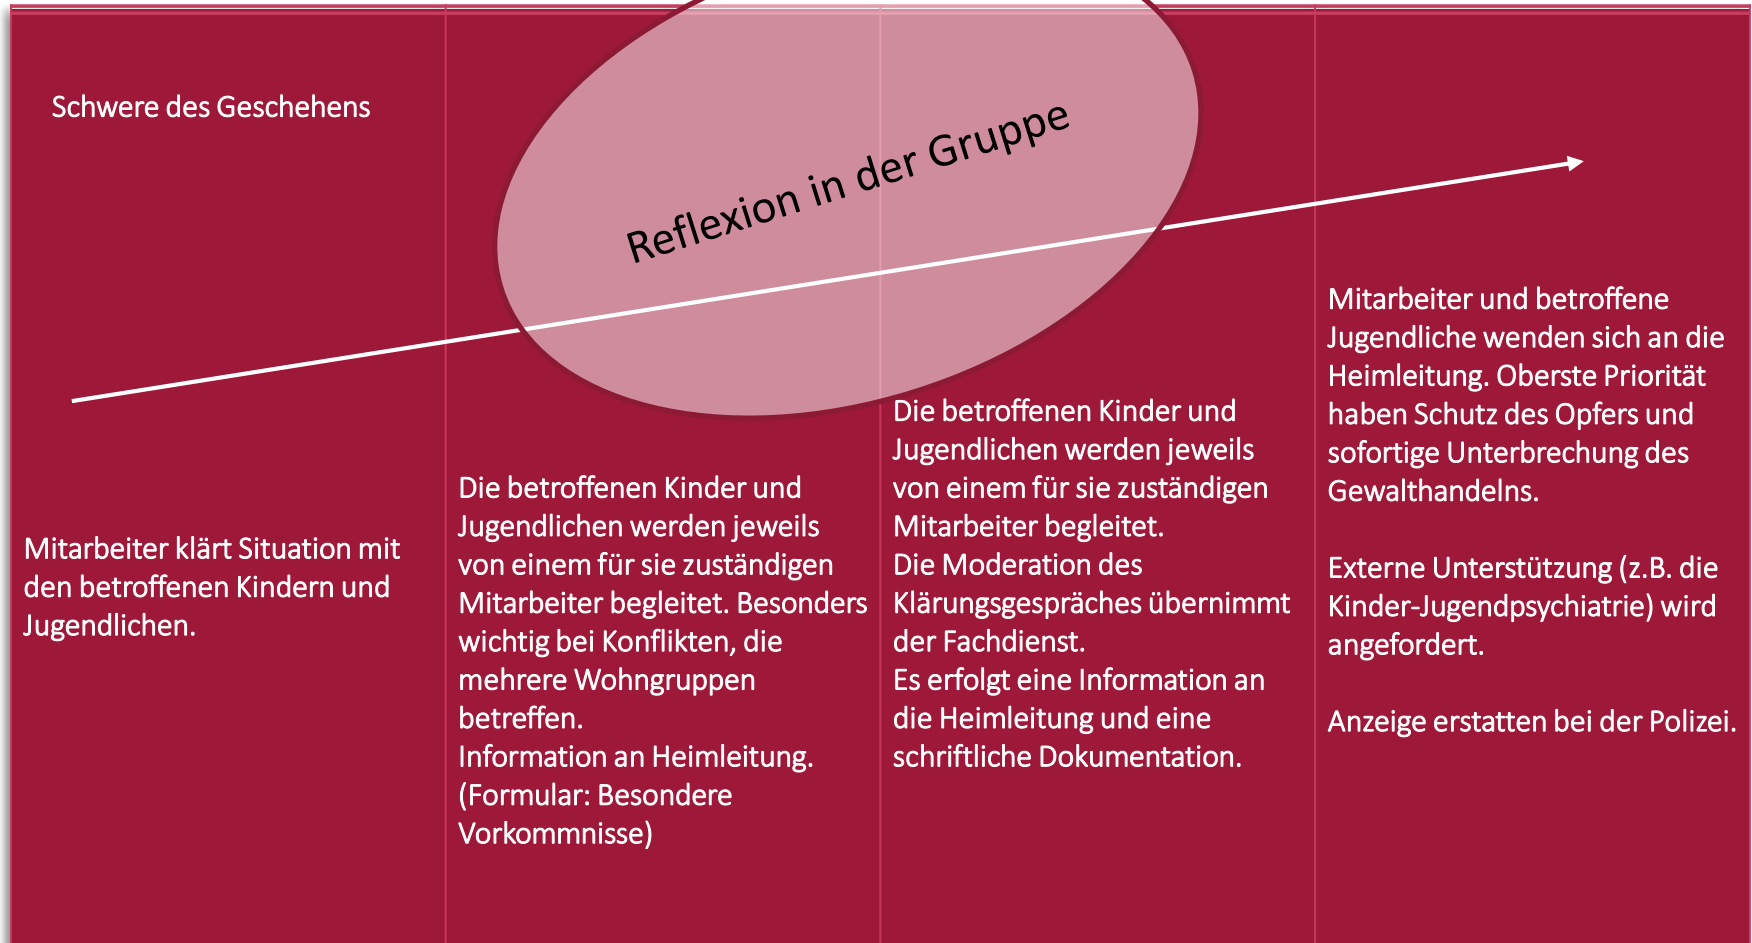 Schwere des Geschehens
Reflexion in der Gruppe
Mitarbeiter klärt Situation mit
den betroffenen Kindern und
Jugendlichen.
Die betroffenen Kinder und
Jugendlichen werden jeweils
von einem für sie zuständigen
Mitarbeiter begleitet. Besonders
wichtig bei Konflikten, die
mehrere Wohngruppen
betreffen.
Information an Heimleitung.
(Formular: Besondere
Vorkommnisse)
Die betroffenen Kinder und
Jugendlichen werden jeweils
von einem für sie zuständigen
Mitarbeiter begleitet.
Die Moderation des
Klärungsgespräches übernimmt
der Fachdienst.
Es erfolgt eine Information an
die Heimleitung und eine
schriftliche Dokumentation.
Mitarbeiter und betroffene
Jugendliche wenden sich an die
Heimleitung. Oberste Priorität
haben Schutz des Opfers und
sofortige Unterbrechung des
Gewalthandelns.
Externe Unterstützung (z.B. die
Kinder-Jugendpsychiatrie) wird
angefordert.
Anzeige erstatten bei der Polizei.